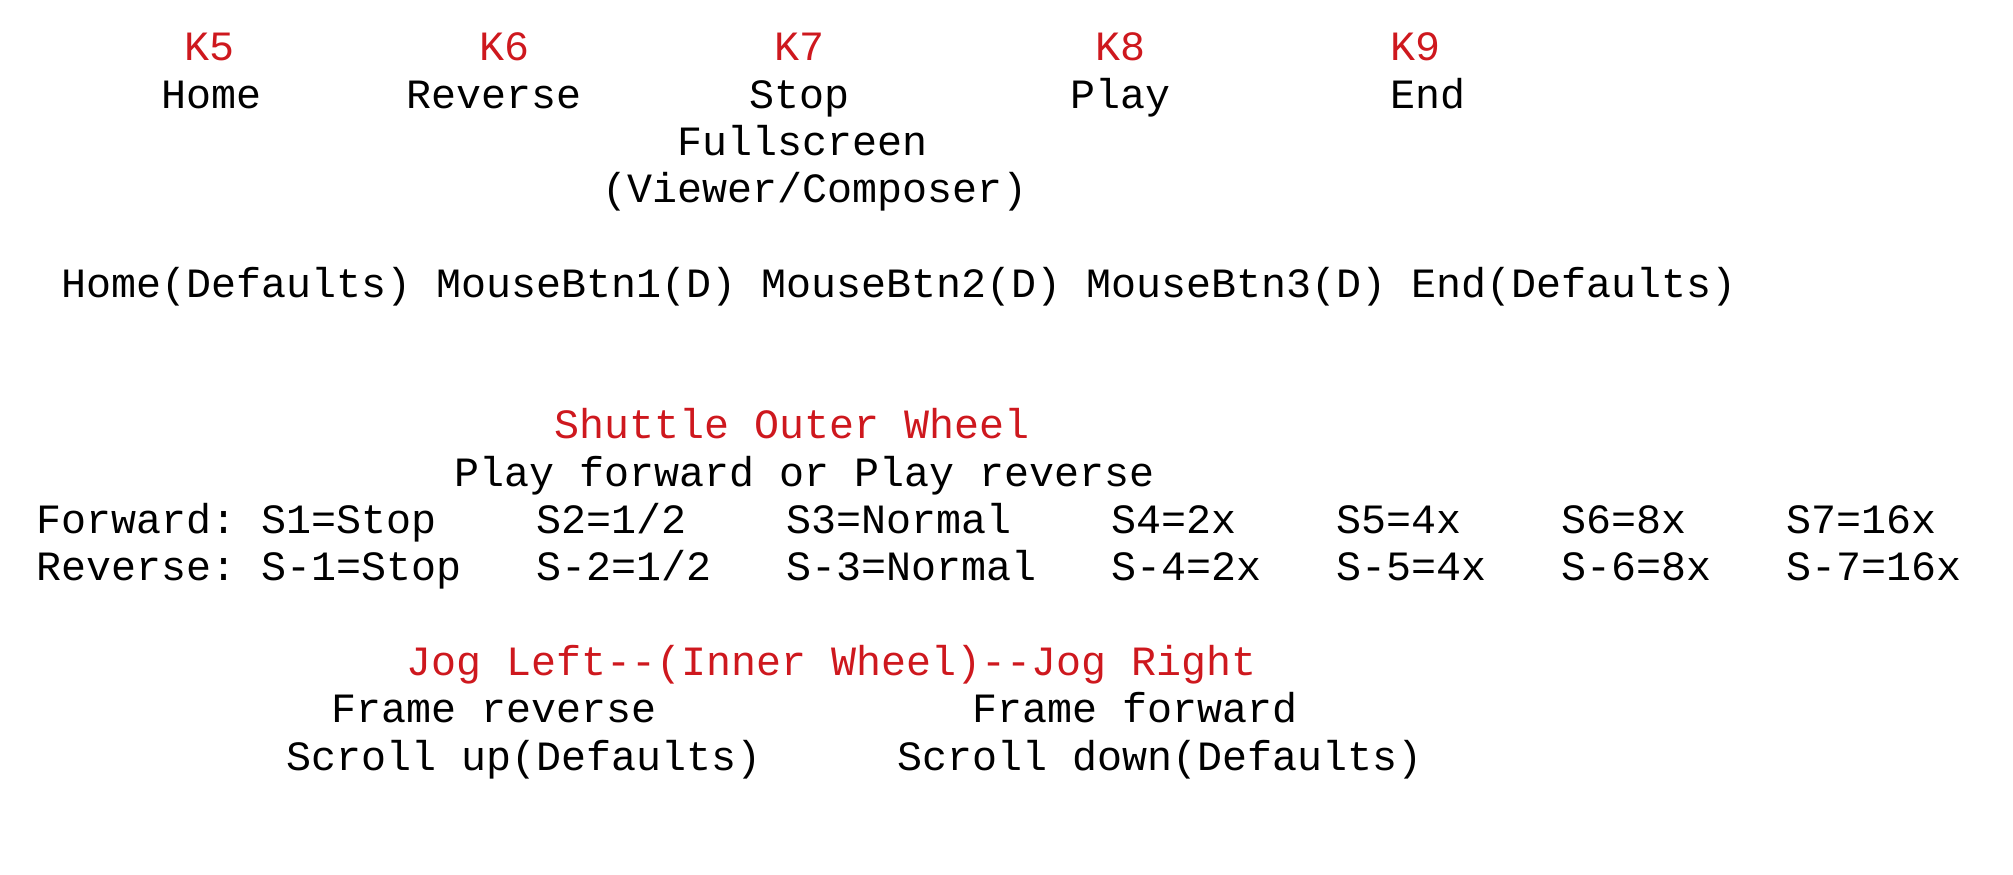 K5 K6 K7 K8 K9
Home Reverse Stop Play End
Fullscreen
(Viewer/Composer)
Home(Defaults) MouseBtn1(D) MouseBtn2(D) MouseBtn3(D) End(Defaults)
Shuttle Outer Wheel
Play forward or Play reverse
Forward: S1=Stop S2=1/2 S3=Normal S4=2x S5=4x S6=8x S7=16x
Reverse: S-1=Stop S-2=1/2 S-3=Normal S-4=2x S-5=4x S-6=8x S-7=16x
Jog Left--(Inner Wheel)--Jog Right
Frame reverse Frame forward
Scroll up(Defaults) Scroll down(Defaults)